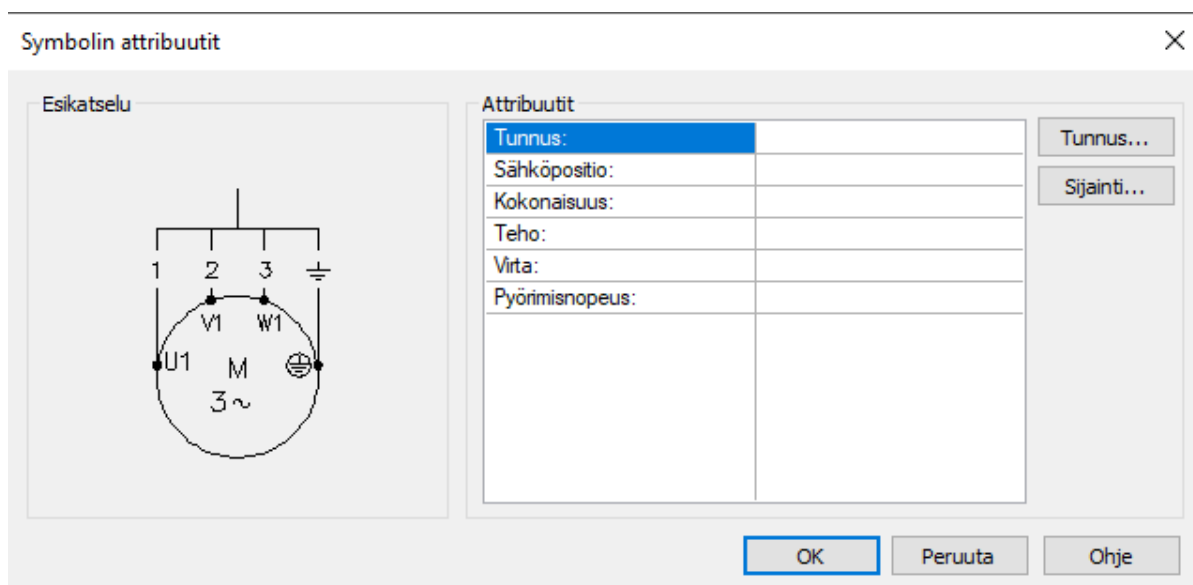 Symbolin attribuutit
Esikatselu
1 2 3
V1 W1
U1 M
3~
Attribuutit
Tunnus:
Sähköpositio:
Kokonaisuus:
Teho:
Virta:
Pyörimisnopeus:
Tunnus...
Sijainti...
OK Peruuta Ohje